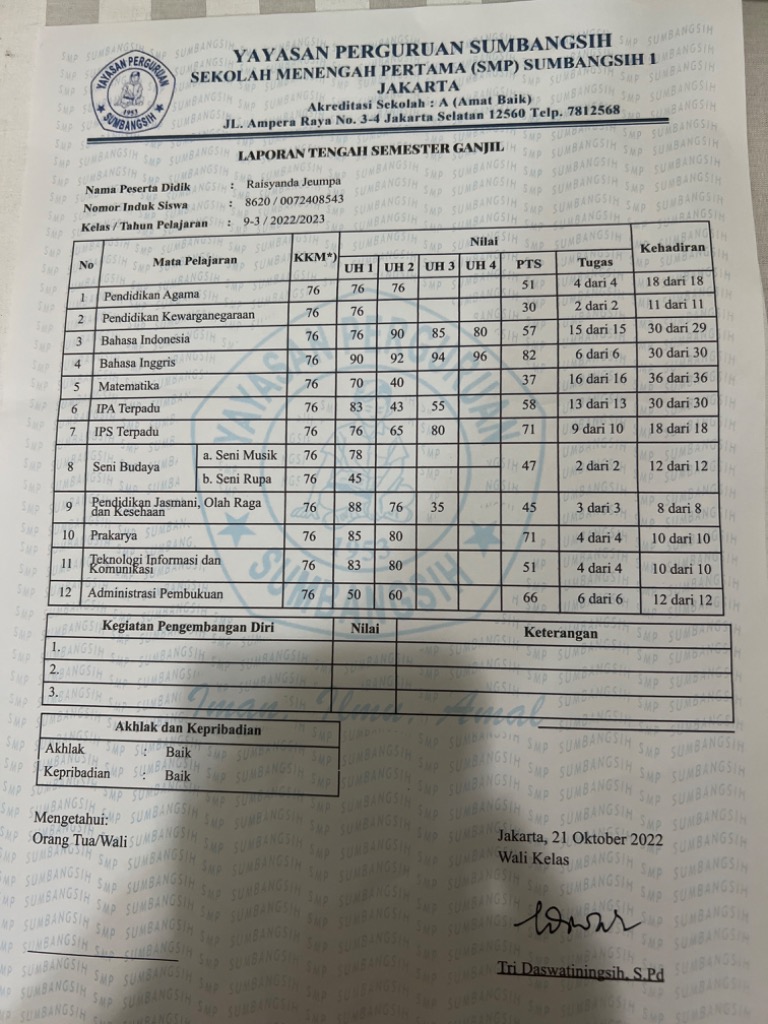 YAYASAN PERGURUAN SUMBANGSIH
SEKOLAH MENENGAH PERTAMA (SMP) SUMBANGSIH 1
JAKARTA
Akreditasi Sekolah : A (Amat Baik)
JL. Ampera Raya No. 3-4 Jakarta Selatan 12560 Telp. 7812568
YAYASAN PERGURUAN
1953
SUMBANGSIH
LAPORAN TENGAH SEMESTER GANJIL
Nama Peserta Didik : Raisyanda Jeumpa
Nomor Induk Siswa : 8620 / 0072408543
Kelas / Tahun Pelajaran : 9-3 / 2022/2023
No Mata Pelajaran KKM*) Nilai Kehadiran
UH 1 UH 2 UH 3 UH 4 PTS Tugas
1 Pendidikan Agama 76 76 76 51 4 dari 4 18 dari 18
2 Pendidikan Kewarganegaraan 76 76 30 2 dari 2 11 dari 11
3 Bahasa Indonesia 76 76 90 85 80 57 15 dari 15 30 dari 29
4 Bahasa Inggris 76 90 92 94 96 82 6 dari 6 30 dari 30
5 Matematika 76 70 40 37 16 dari 16 36 dari 36
6 IPA Terpadu 76 83 43 55 58 13 dari 13 30 dari 30
7 IPS Terpadu 76 76 65 80 71 9 dari 10 18 dari 18
8 Seni Budaya a. Seni Musik 76 78 47 2 dari 2 12 dari 12
b. Seni Rupa 76 45
9 Pendidikan Jasmani, Olah Raga dan Kesehaan 76 88 76 35 45 3 dari 3 8 dari 8
10 Prakarya 76 85 80 71 4 dari 4 10 dari 10
11 Teknologi Informasi dan Komunikasi 76 83 80 51 4 dari 4 10 dari 10
12 Administrasi Pembukuan 76 50 60 66 6 dari 6 12 dari 12
YAYASAN PERGURUAN
1953
SUMBANGSIH
Kegiatan Pengembangan Diri Nilai Keterangan
1.
2.
3.
Iman, Ilmu, Amal
Akhlak dan Kepribadian
Akhlak : Baik
Kepribadian : Baik
Mengetahui:
Orang Tua/Wali
Jakarta, 21 Oktober 2022
Wali Kelas
Tri Daswatiningsih, S.Pd
SMP SUMBANGSIH